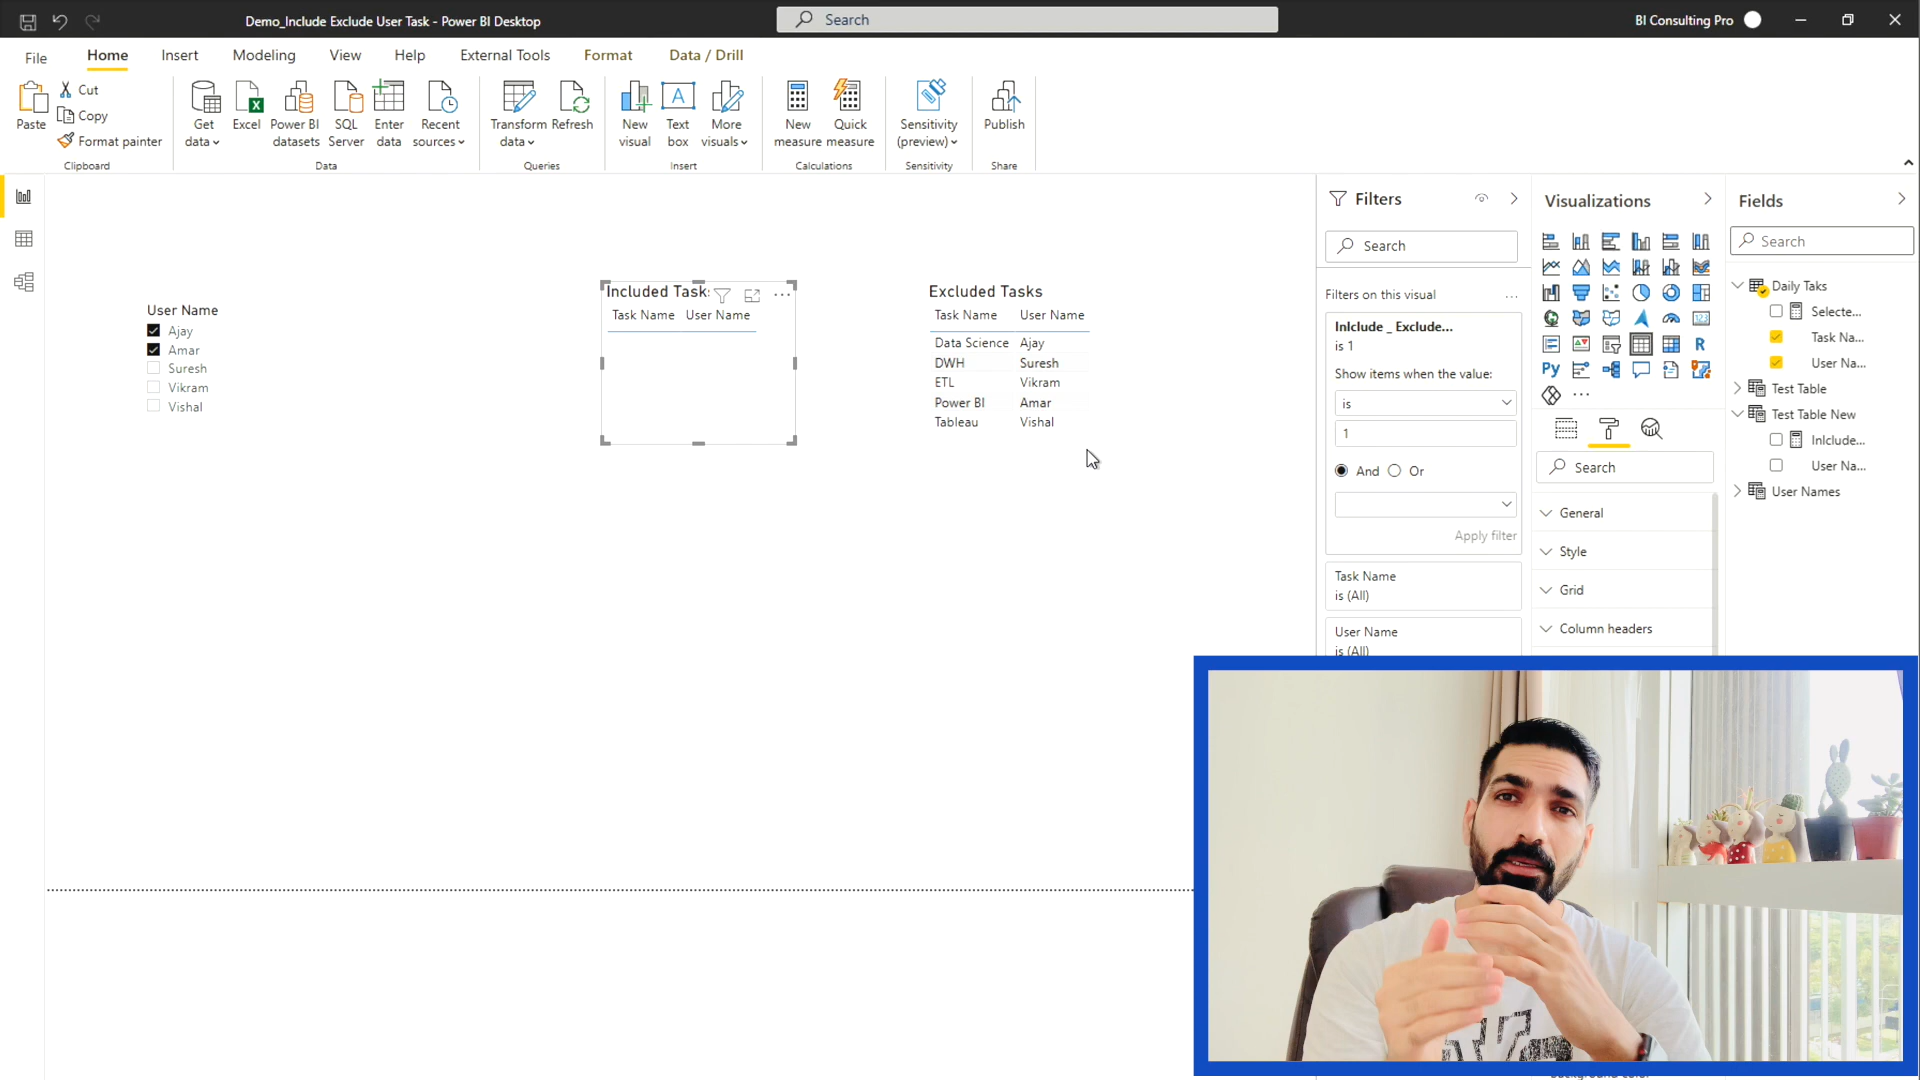 Demo_Include Exclude User Task - Power BI Desktop
Search
BI Consulting Pro
File
Home
Insert
Modeling
View
Help
External Tools
Format
Data / Drill
Paste
Cut
Copy
Format painter
Clipboard
Get data
Excel
Power BI datasets
SQL Server
Enter data
Recent sources
Data
Transform data
Refresh
Queries
New visual
Text box
More visuals
Insert
New measure
Quick measure
Calculations
Sensitivity (preview)
Sensitivity
Publish
Share
User Name
Ajay
Amar
Suresh
Vikram
Vishal
Included Task
Task Name User Name
Excluded Tasks
Task Name User Name
Data Science Ajay
DWH Suresh
ETL Vikram
Power BI Amar
Tableau Vishal
Filters
Search
Filters on this visual
Inlclude _ Exclude...
is 1
Show items when the value:
is
1
And Or
Apply filter
Task Name
is (All)
User Name
is (All)
Visualizations
R
Py
123
Search
General
Style
Grid
Column headers
Fields
Search
Daily Taks
Selecte...
Task Na...
User Na...
Test Table
Test Table New
Inlclude...
User Na...
User Names